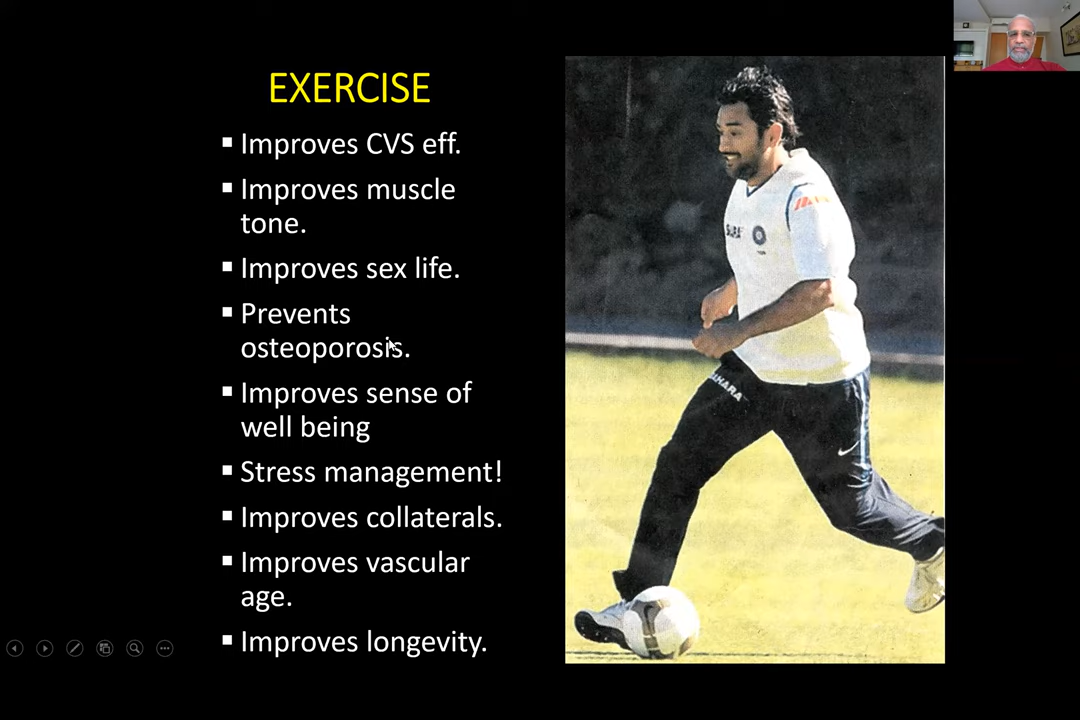 EXERCISE
▪ Improves CVS eff.
▪ Improves muscle
tone.
▪ Improves sex life.
▪ Prevents
osteoporosis.
▪ Improves sense of
well being
▪ Stress management!
▪ Improves collaterals.
▪ Improves vascular
age.
▪ Improves longevity.
SAHARA